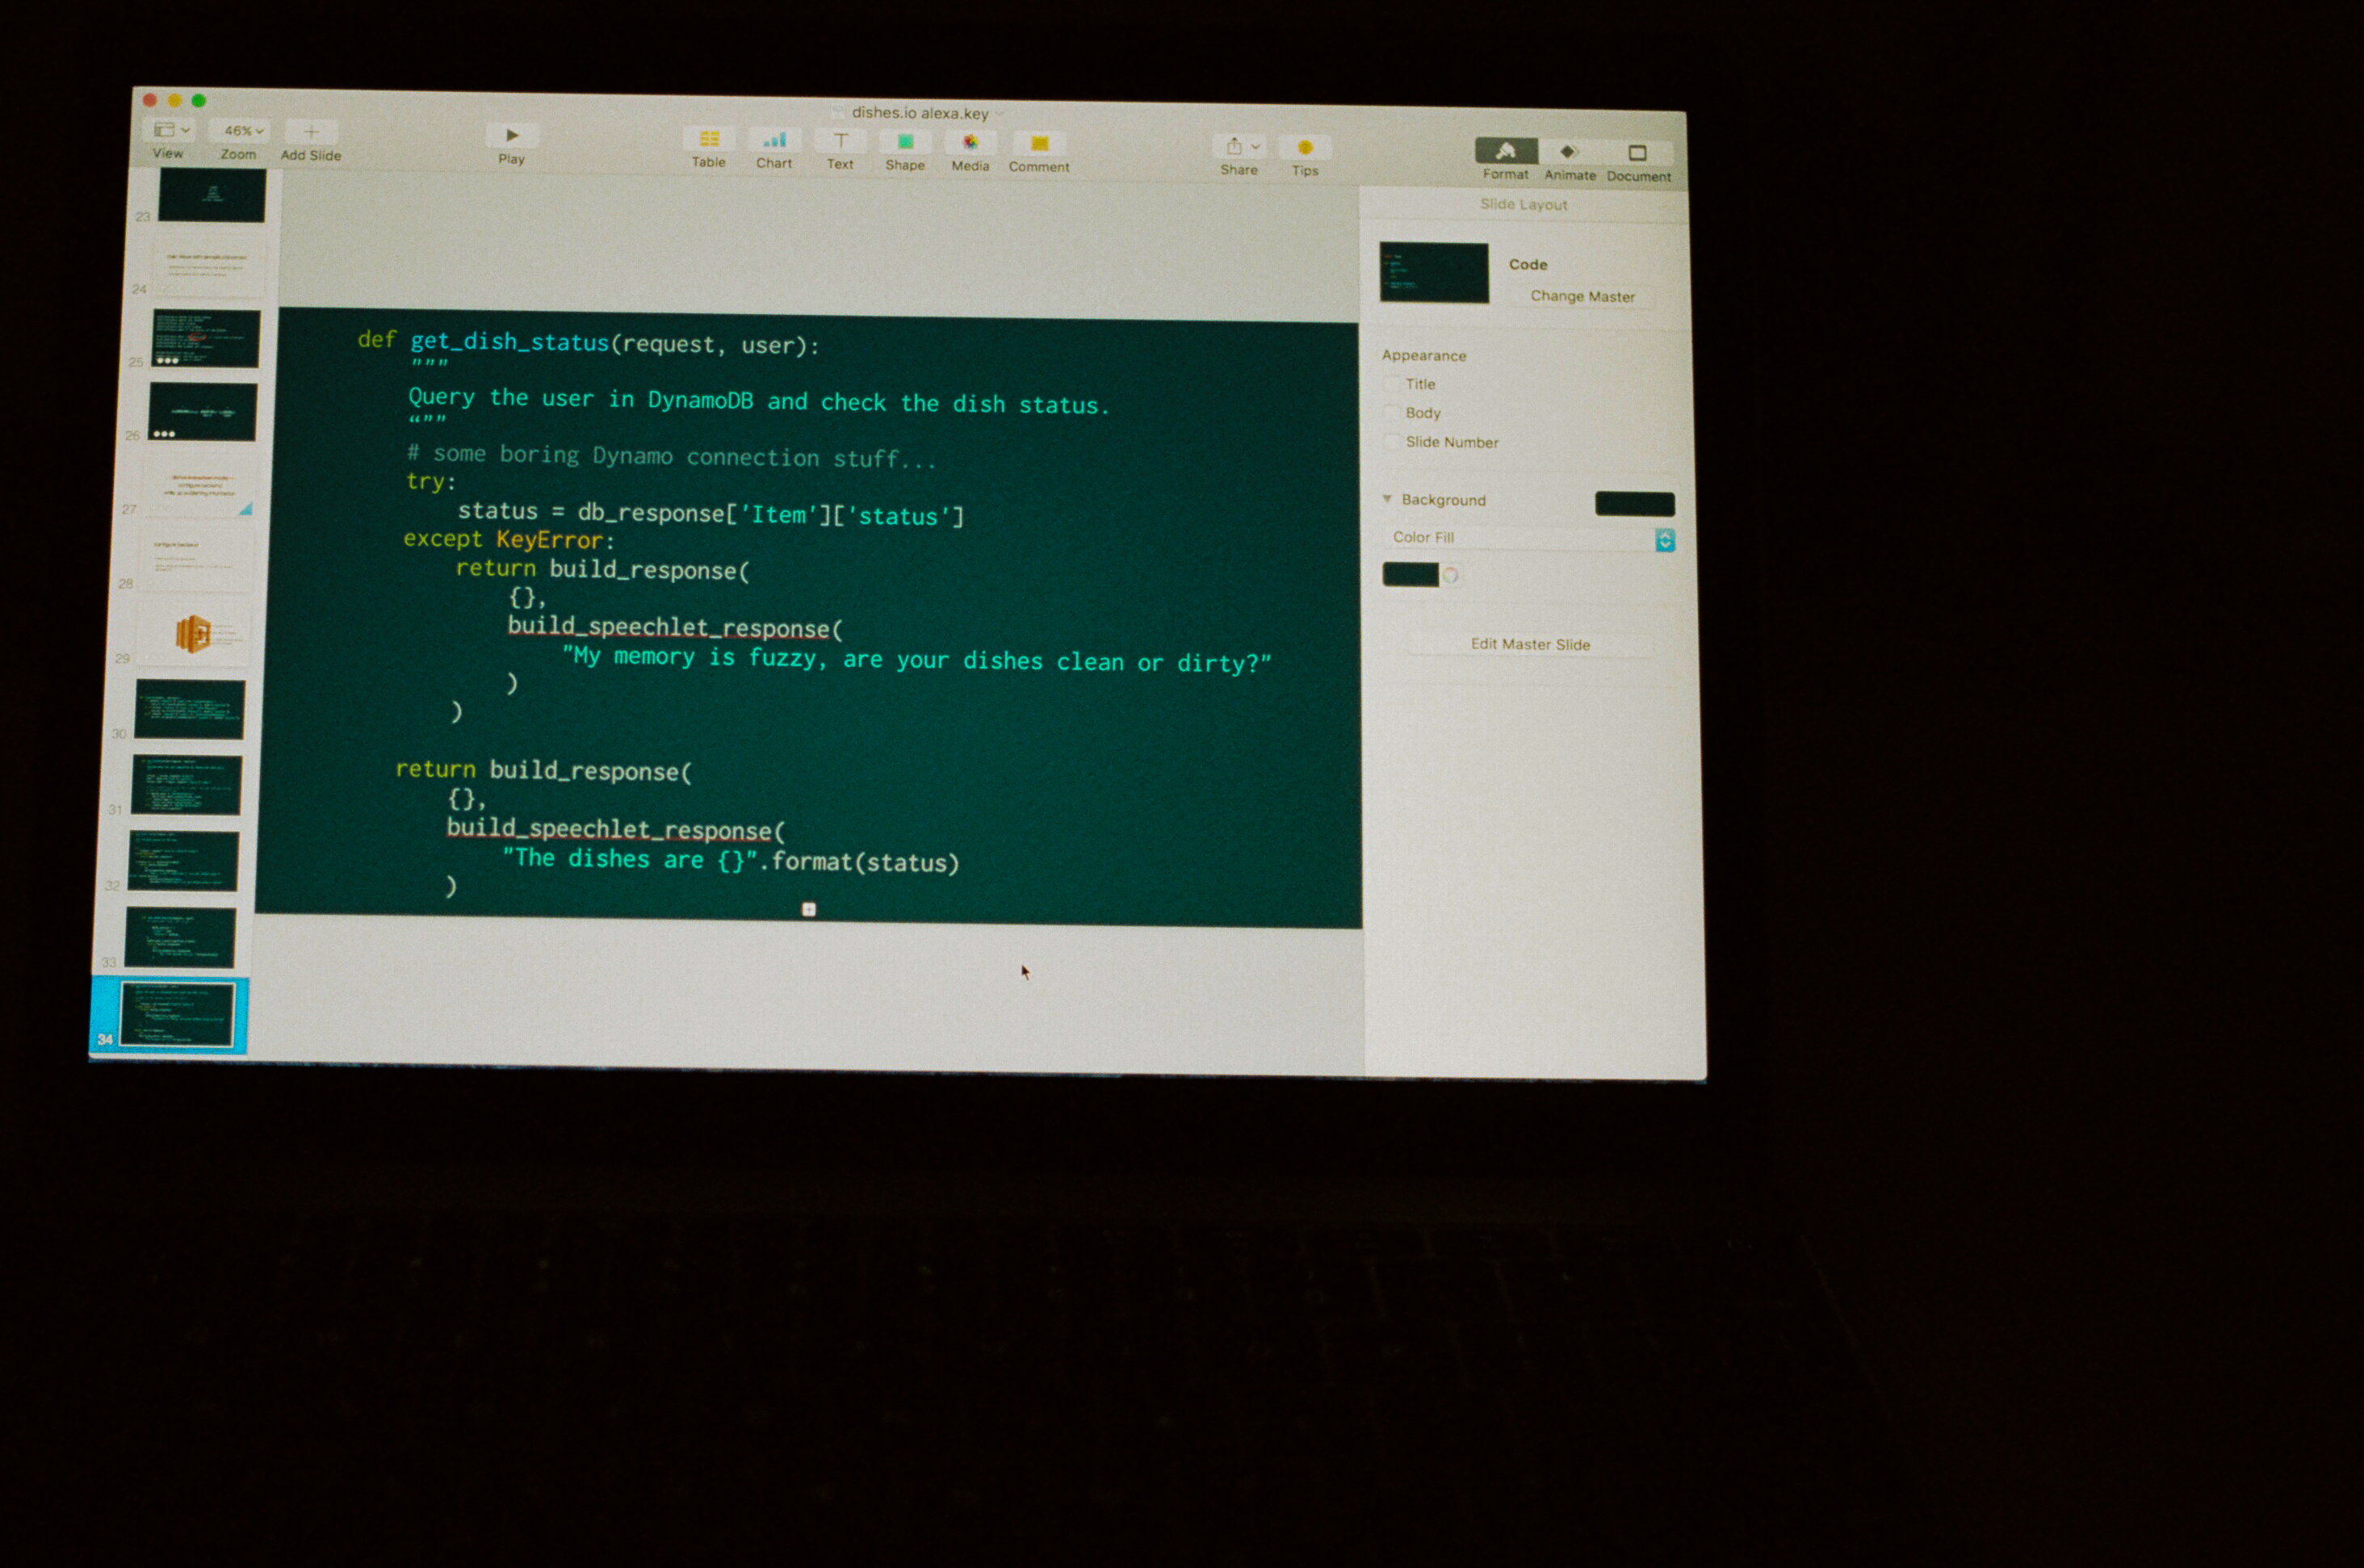 dishes.io alexa.key
46%
View Zoom Add Slide Play Table Chart Text Shape Media Comment Share Tips Format Animate Document
Slide Layout
23
24
25
26
27
28
29
30
31
32
33
34
def get_dish_status(request, user):
"""
Query the user in DynamoDB and check the dish status.
“””
# some boring Dynamo connection stuff...
try:
status = db_response['Item']['status']
except KeyError:
return build_response(
{},
build_speechlet_response(
"My memory is fuzzy, are your dishes clean or dirty?"
)
)
return build_response(
{},
build_speechlet_response(
"The dishes are {}".format(status)
)
Code
Change Master
Appearance
Title
Body
Slide Number
Background
Color Fill
Edit Master Slide